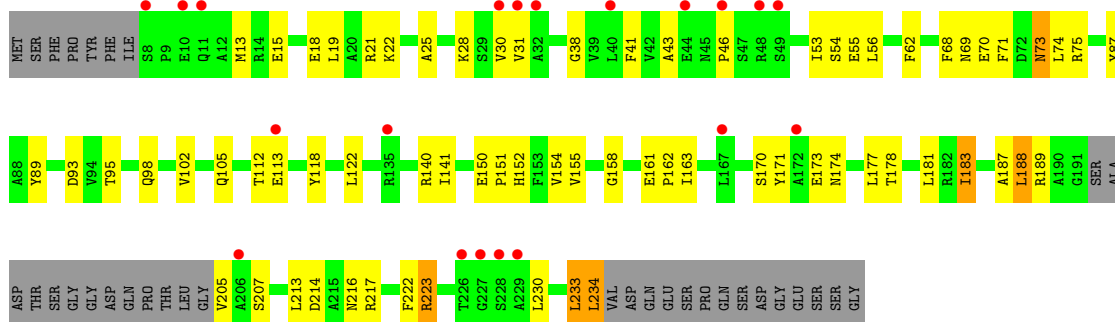 MET SER PHE PRO TYR PHE ILE S8 P9 E10 Q11 A12 M13 R14 E15 E18 L19 A20 R21 K22 A25 K28 S29 V30 V31 A32 G38 V39 L40 F41 V42 A43 E44 N45 P46 S47 R48 S49 I53 S54 E55 L56 F62 F68 N69 E70 F71 D72 N73 L74 R75
A88 Y89 D93 V94 T95 Q98 V102 Q105 T112 E113 Y118 L122 R135 R140 I141 E150 P151 H152 F153 V154 V155 G158 E161 P162 I163 L167 S170 Y171 A172 E173 N174 L177 T178 L181 R182 I183 A187 L188 R189 A190 G191 SER ALA
ASP THR SER GLY GLY ASP GLN PRO THR LEU GLY V205 A206 S207 L213 D214 A215 N216 R217 F222 R223 T226 G227 S228 A229 L230 L233 L234 VAL ASP GLN GLU SER PRO GLN SER ASP GLY GLU SER SER GLY